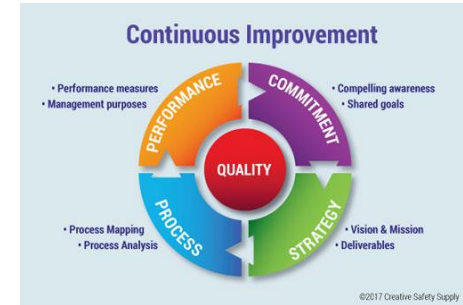 Continuous Improvement
• Performance measures
• Management purposes
PERFORMANCE
COMMITMENT
• Compelling awareness
• Shared goals
QUALITY
• Process Mapping
• Process Analysis
PROCESS
STRATEGY
• Vision & Mission
• Deliverables
©2017 Creative Safety Supply